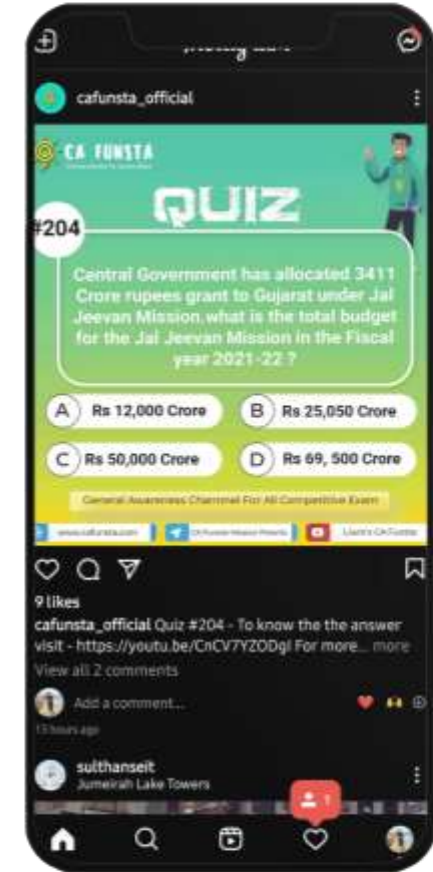 cafunsta_official
CA FUNSTA
QUIZ
#204
Central Government has allocated 3411
Crore rupees grant to Gujarat under Jal
Jeevan Mission.what is the total budget
for the Jal Jeevan Mission in the Fiscal
year 2021-22 ?
A Rs 12,000 Crore
B Rs 25,050 Crore
C Rs 50,000 Crore
D Rs 69, 500 Crore
General Awareness Channel For All Competitive Exam
www.cafunsta.com
9 likes
cafunsta_official Quiz #204 - To know the the answer
visit - https://youtu.be/CnCV7YZODgI For more... more
View all 2 comments
Add a comment...
13 hours ago
sulthanseit
Jumeirah Lake Towers
1